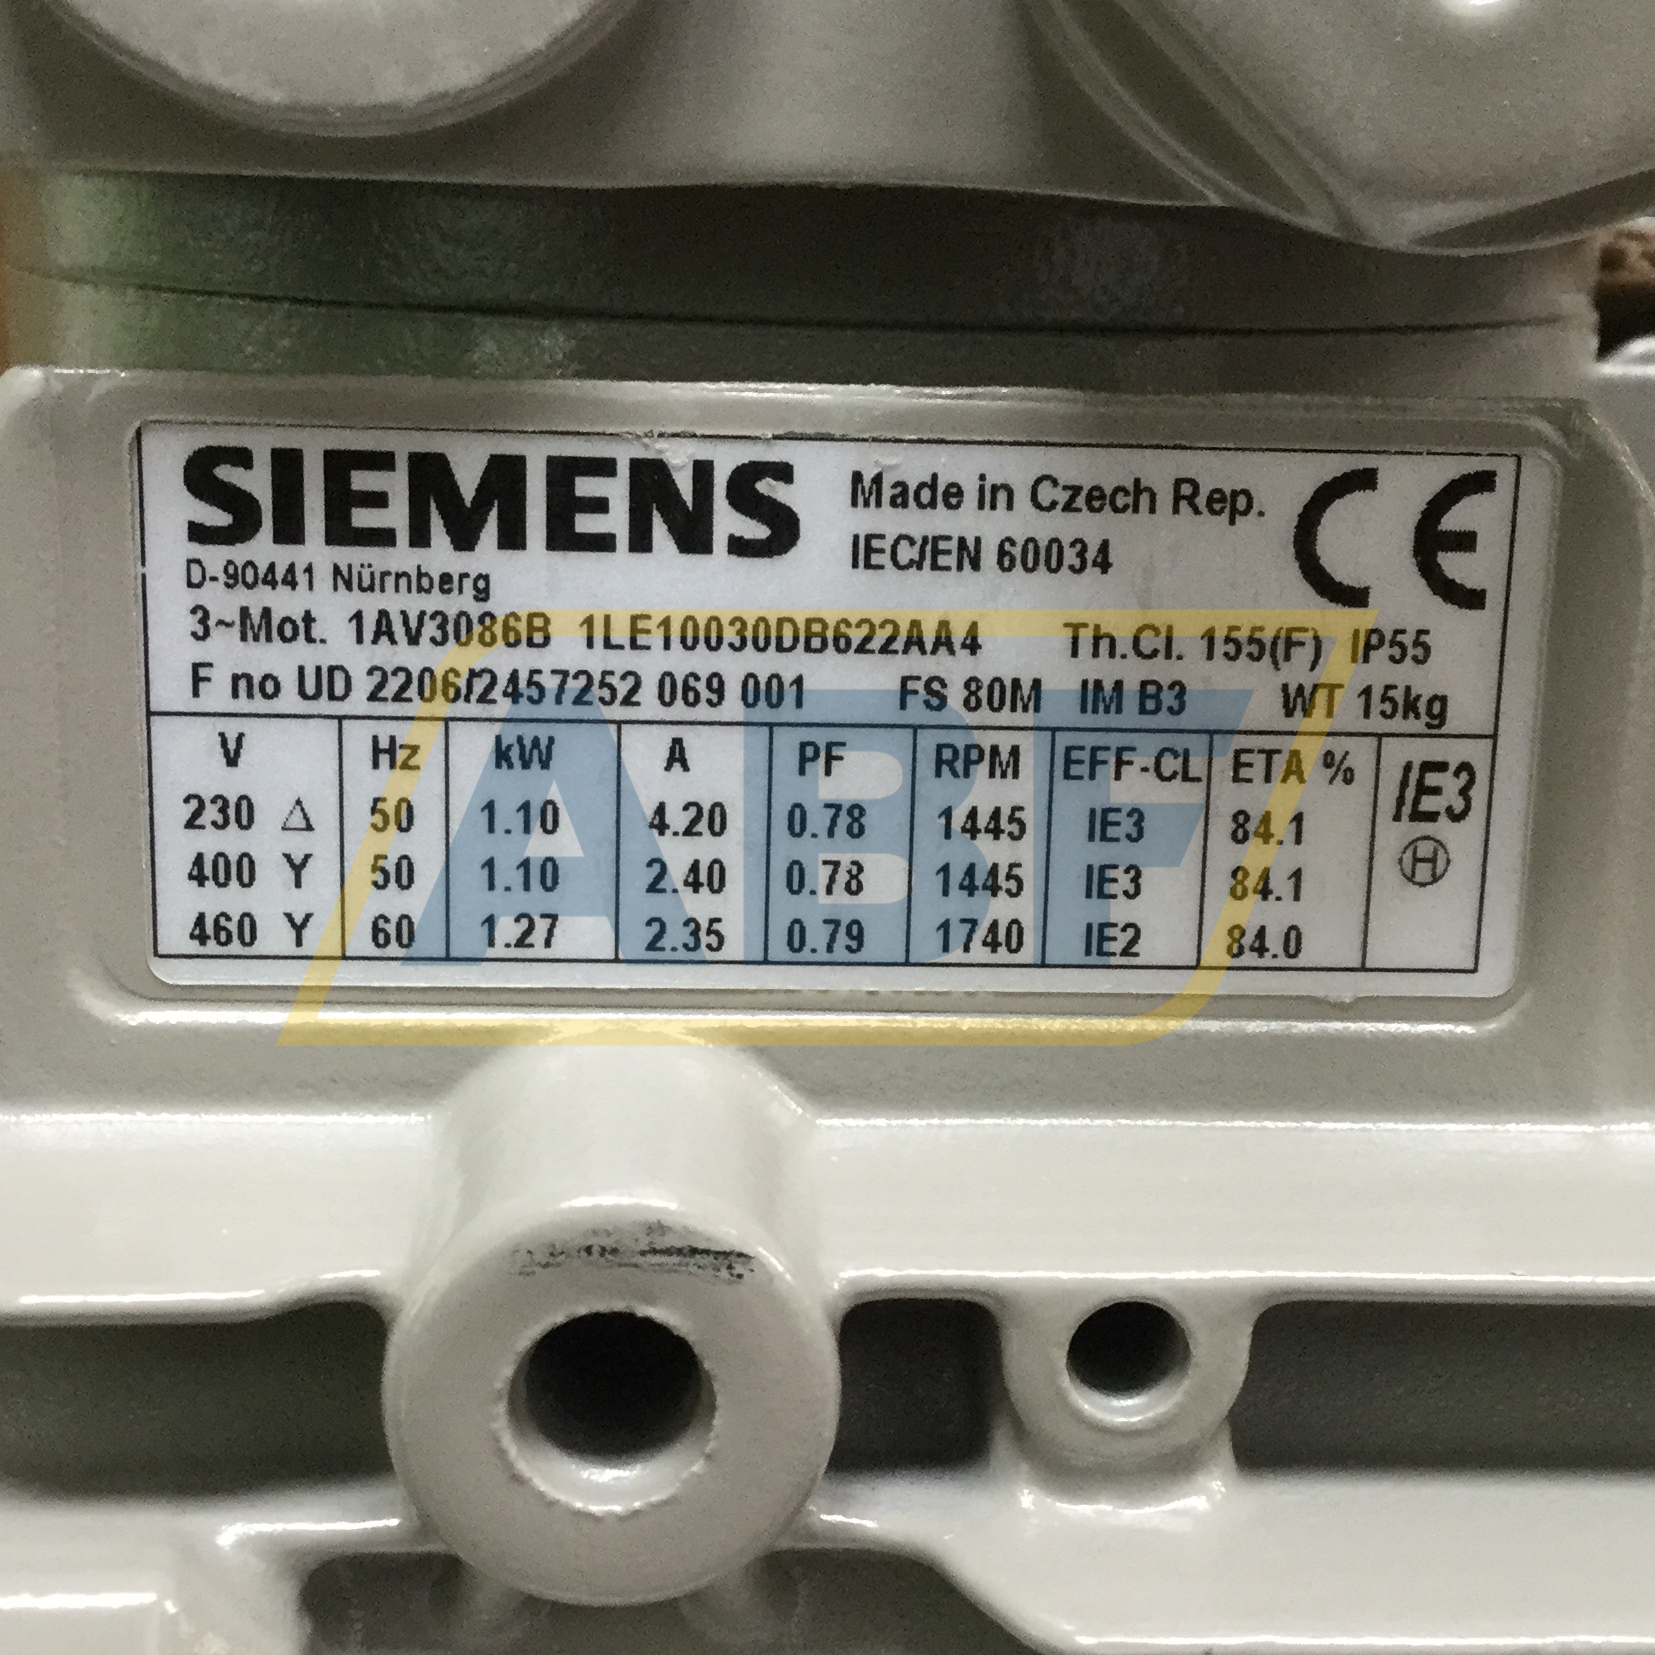 SIEMENS
Made in Czech Rep.
IEC/EN 60034
CE
D-90441 Nürnberg
3~Mot. 1AV3086B 1LE10030DB622AA4 Th.Cl. 155(F) IP55
F no UD 2206/2457252 069 001 FS 80M IM B3 WT 15kg
V Hz kW A PF RPM EFF-CL ETA % IE3
230 Δ 50 1.10 4.20 0.78 1445 IE3 84.1
H
400 Y 50 1.10 2.40 0.78 1445 IE3 84.1
460 Y 60 1.27 2.35 0.79 1740 IE2 84.0
ABF